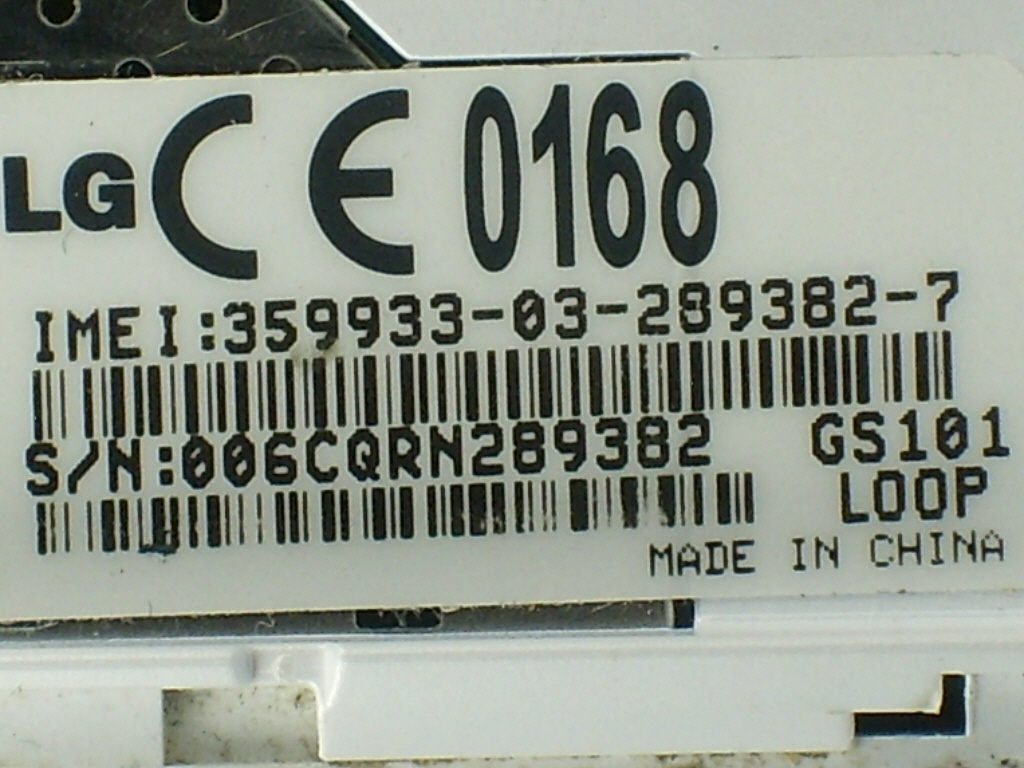 LG CE 0168
IMEI:359933-03-289382-7
S/N:006CQRN289382 GS101
LOOP
MADE IN CHINA